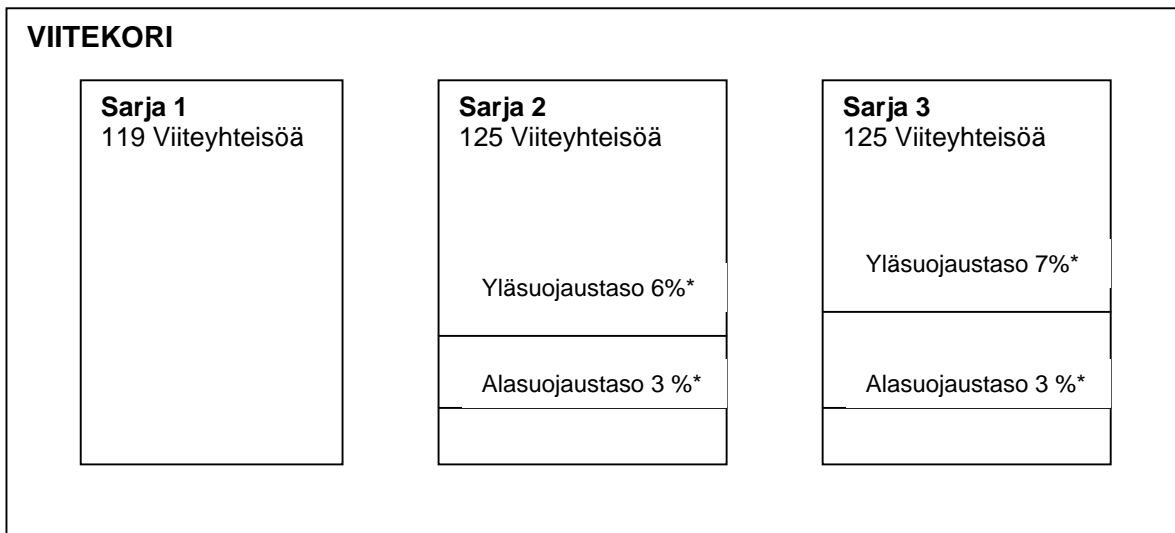 VIITEKORI
Sarja 1
119 Viiteyhteisöä
Sarja 2
125 Viiteyhteisöä
Yläsuojaustaso 6%*
Alasuojaustaso 3 %*
Sarja 3
125 Viiteyhteisöä
Yläsuojaustaso 7%*
Alasuojaustaso 3 %*